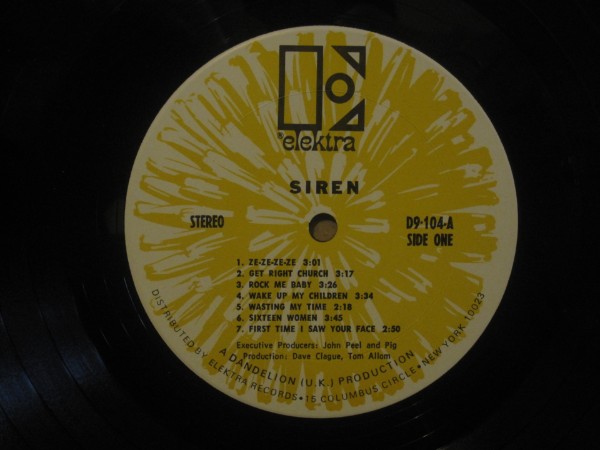 elektra
SIREN
STEREO
D9-104-A
SIDE ONE
1. ZE-ZE-ZE-ZE 3:01
2. GET RIGHT CHURCH 3:17
3. ROCK ME BABY 3:26
4. WAKE UP MY CHILDREN 3:34
5. WASTING MY TIME 2:18
6. SIXTEEN WOMEN 3:45
7. FIRST TIME I SAW YOUR FACE 2:50
Executive Producers: John Peel and Pig
Production: Dave Clague, Tom Allom
A DANDELION (U.K.) PRODUCTION
DISTRIBUTED BY ELEKTRA RECORDS • 15 COLUMBUS CIRCLE • NEW YORK 10023